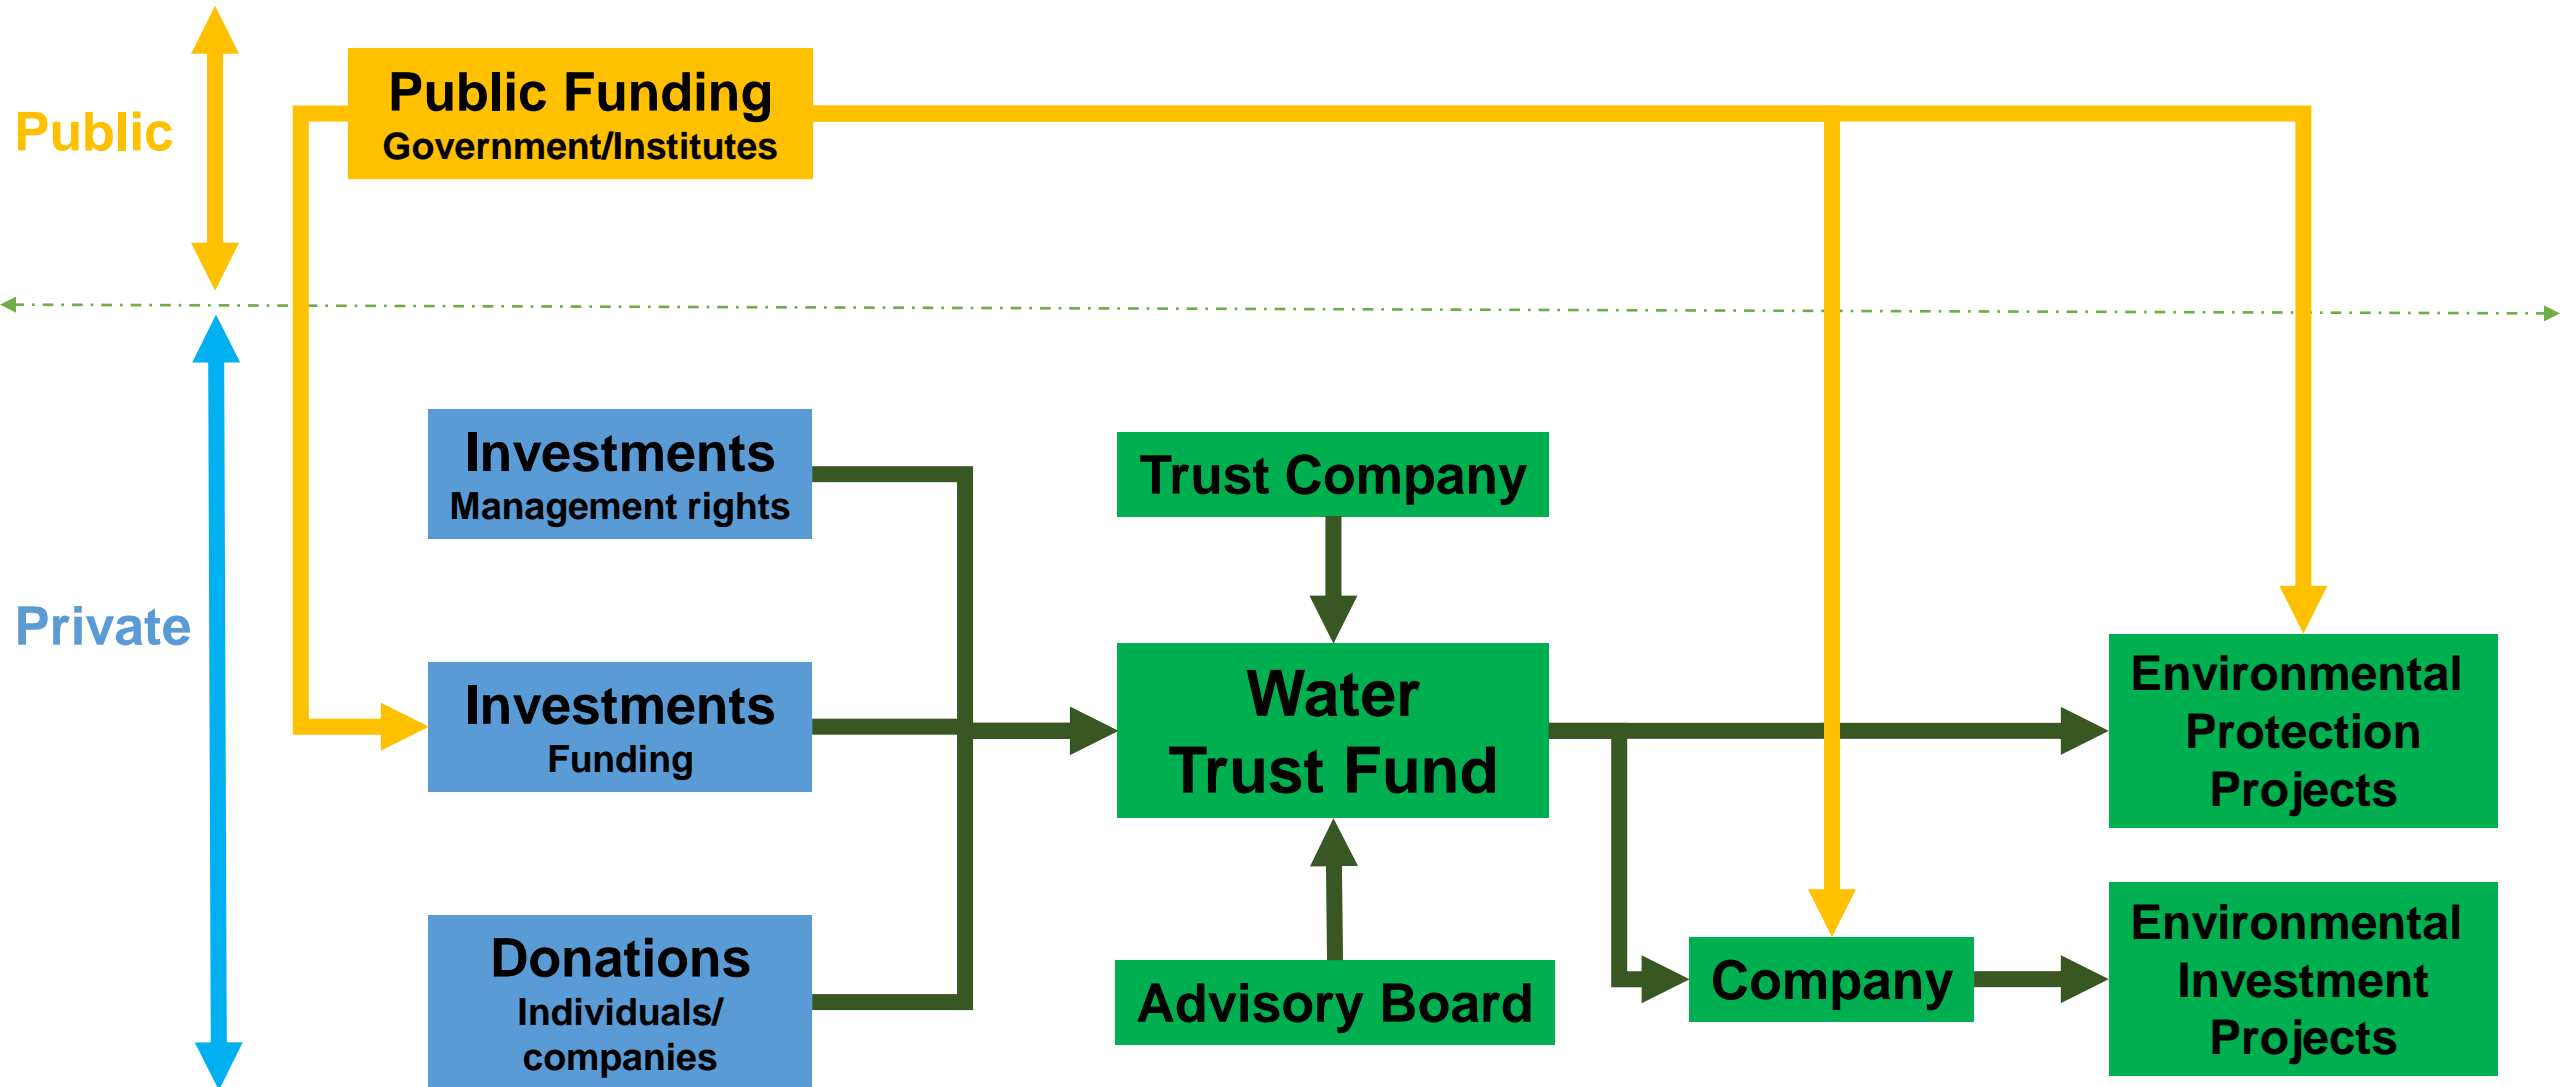 Public
Public Funding
Government/Institutes
Private
Investments
Management rights
Investments
Funding
Donations
Individuals/
companies
Trust Company
Water
Trust Fund
Advisory Board
Company
Environmental
Protection
Projects
Environmental
Investment
Projects